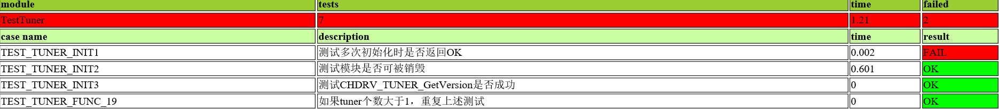 module tests time failed
TestTuner 7 1.21 2
case name description time result
TEST_TUNER_INIT1 测试多次初始化时是否返回OK 0.002 FAIL
TEST_TUNER_INIT2 测试模块是否可被销毁 0.601 OK
TEST_TUNER_INIT3 测试CHDRV_TUNER_GetVersion是否成功 0 OK
TEST_TUNER_FUNC_19 如果tuner个数大于1，重复上述测试 0 OK